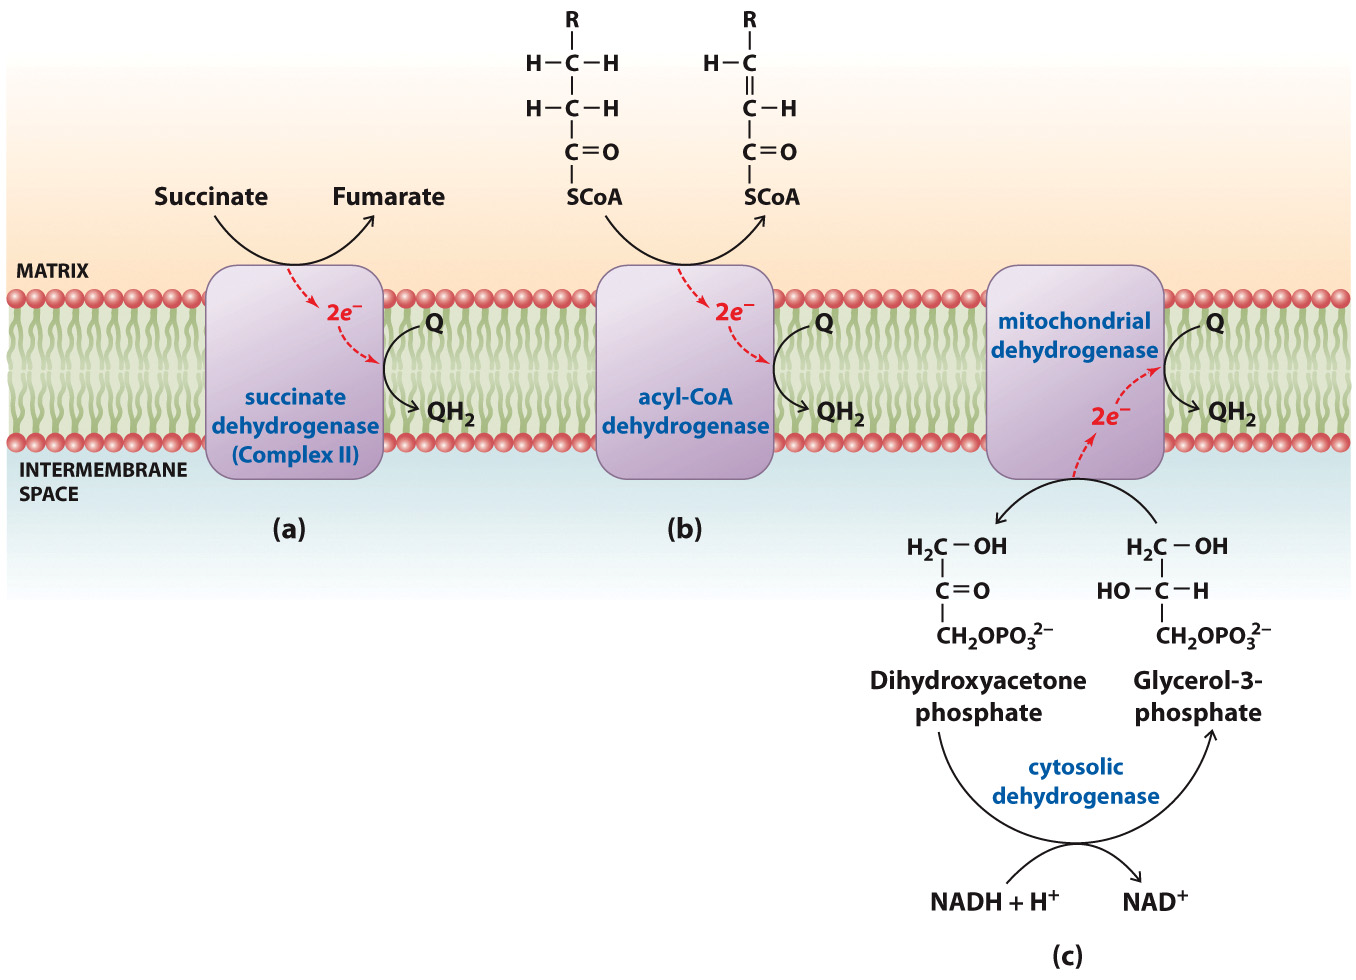 R
R
H–C–H
H–C
H–C–H
C–H
C=O
C=O
SCoA
SCoA
Succinate
Fumarate
MATRIX
2e⁻
Q
succinate
dehydrogenase
(Complex II)
QH₂
2e⁻
Q
acyl-CoA
dehydrogenase
QH₂
mitochondrial
dehydrogenase
Q
2e⁻
QH₂
INTERMEMBRANE
SPACE
(a)
(b)
H₂C–OH
C=O
CH₂OPO₃²⁻
Dihydroxyacetone
phosphate
H₂C–OH
HO–C–H
CH₂OPO₃²⁻
Glycerol-3-
phosphate
cytosolic
dehydrogenase
NADH + H⁺
NAD⁺
(c)